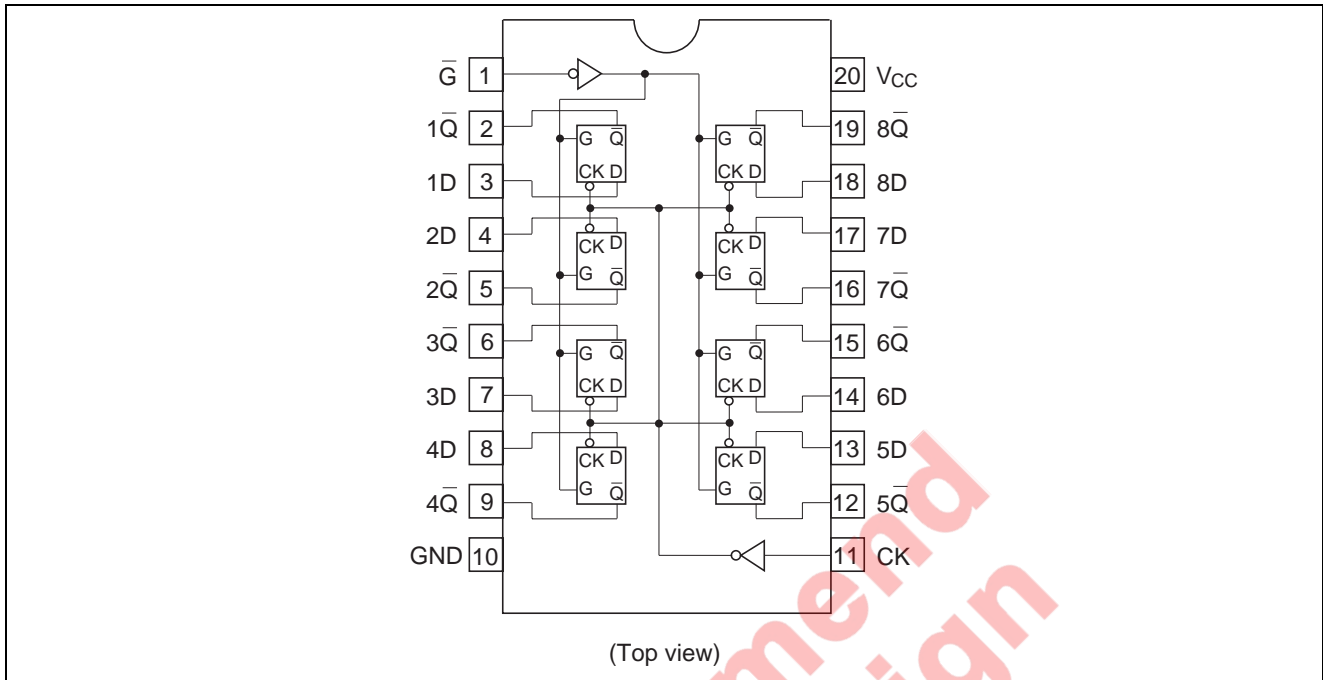 G̅ 1
20 VCC
1Q̅ 2
G Q̅
G Q̅
19 8Q̅
1D 3
CK D
CK D
18 8D
2D 4
CK D
CK D
17 7D
2Q̅ 5
G Q̅
G Q̅
16 7Q̅
3Q̅ 6
G Q̅
G Q̅
15 6Q̅
3D 7
CK D
CK D
14 6D
4D 8
CK D
CK D
13 5D
4Q̅ 9
G Q̅
G Q̅
12 5Q̅
GND 10
11 CK
(Top view)